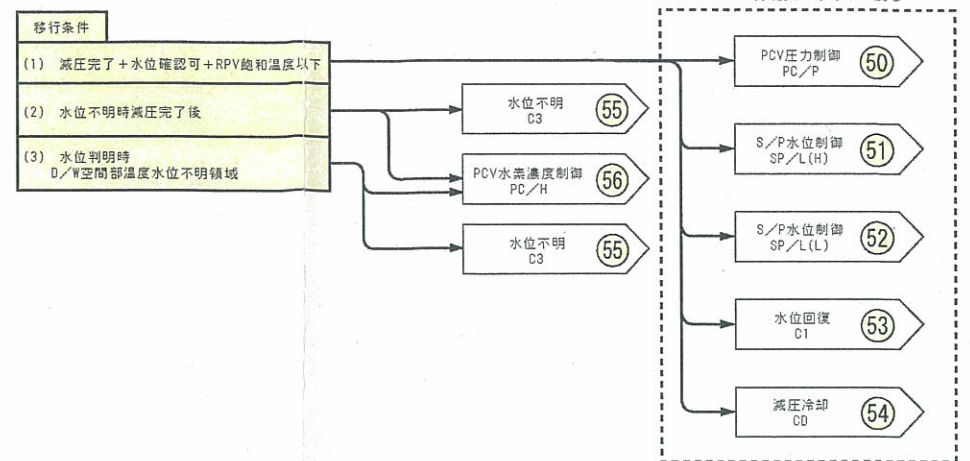 移行条件
(1) 減圧完了+水位確認可+RPV飽和温度以下
(2) 水位不明時減圧完了後
(3) 水位判明時
D/W空間部温度水位不明領域
水位不明
C3
55
PCV水素濃度制御
PC/H
56
水位不明
C3
55
PCV圧力制御
PC/P
50
S/P水位制御
SP/L(H)
51
S/P水位制御
SP/L(L)
52
水位回復
C1
53
減圧冷却
CD
54